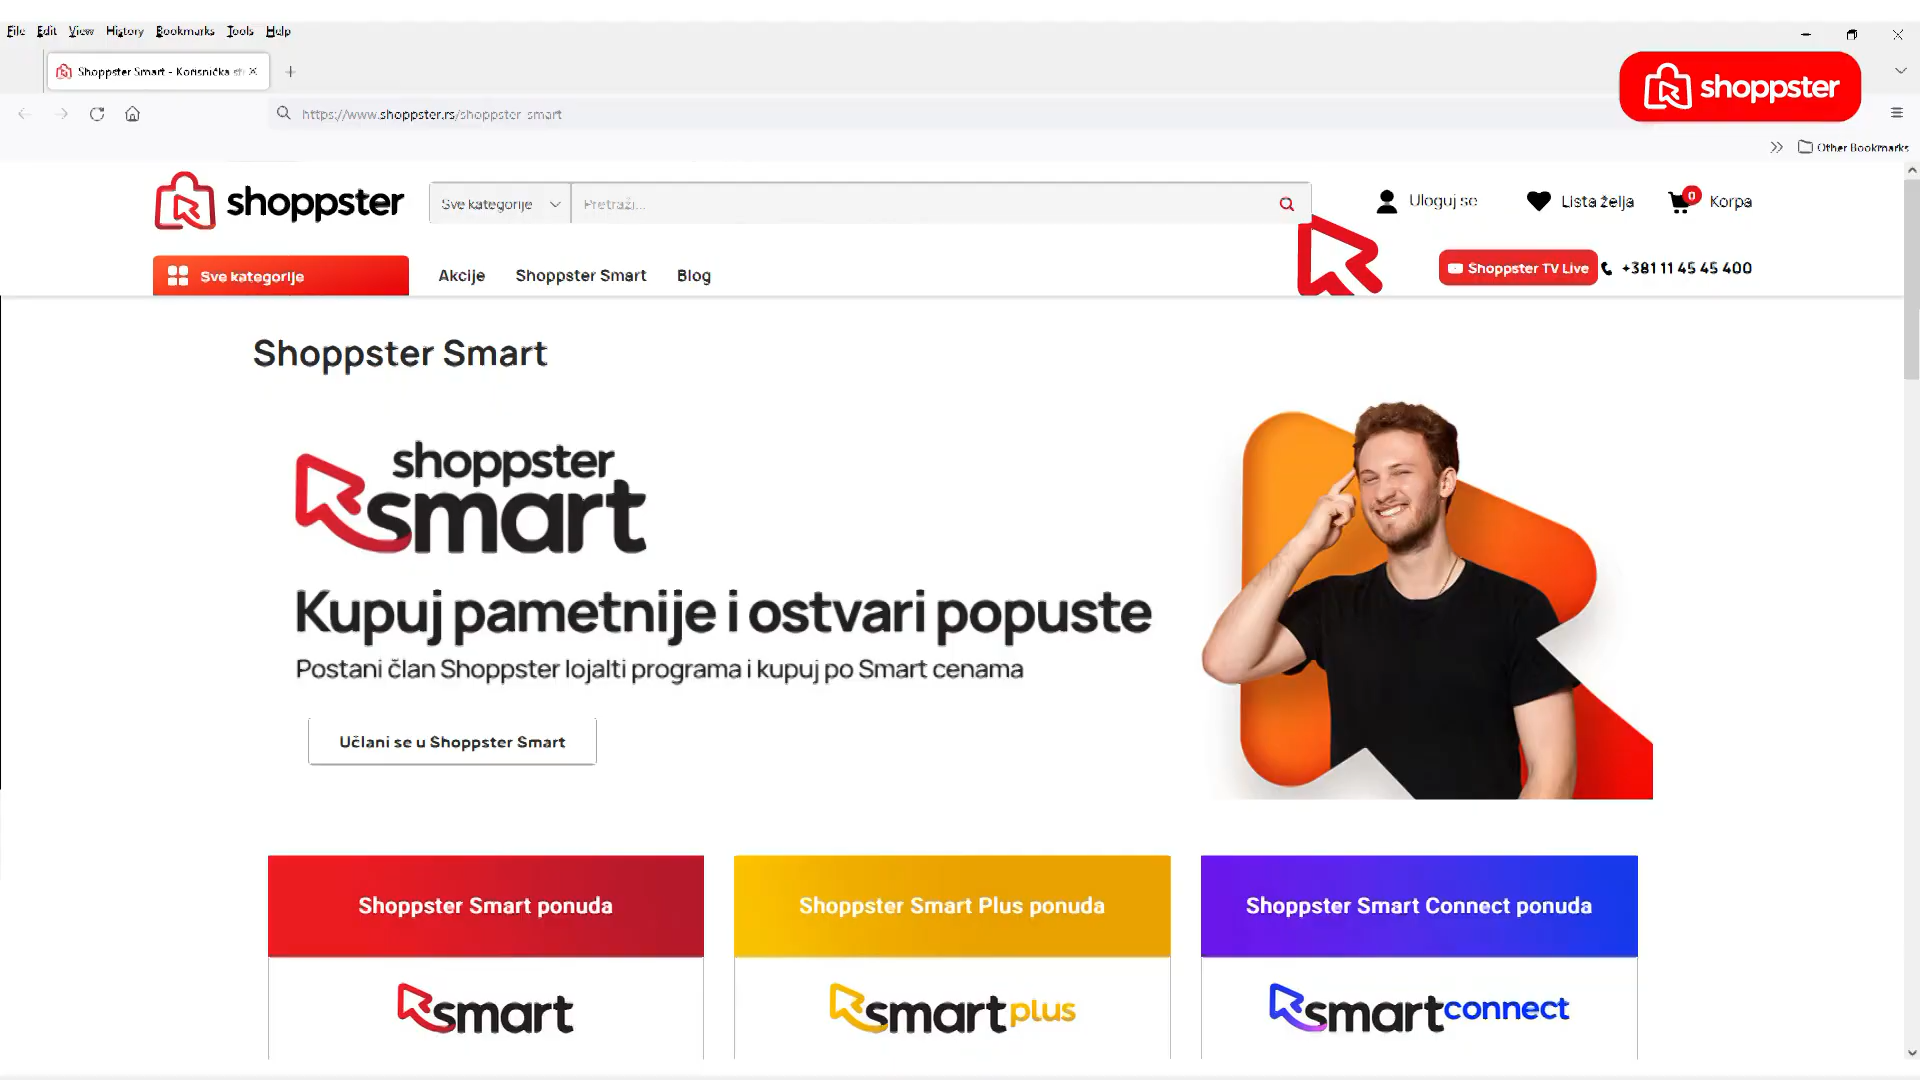 File Edit View History Bookmarks Tools Help
Shoppster Smart - Korisnička
shoppster
https://www.shoppster.rs/shoppster-smart
Other Bookmarks
shoppster
Sve kategorije
Pretraži...
Uloguj se
Lista želja
0
Korpa
Sve kategorije
Akcije
Shoppster Smart
Blog
Shoppster TV Live
+381 11 45 45 400
Shoppster Smart
shoppster
smart
Kupuj pametnije i ostvari popuste
Postani član Shoppster lojalti programa i kupuj po Smart cenama
Učlani se u Shoppster Smart
Shoppster Smart ponuda
Shoppster Smart Plus ponuda
Shoppster Smart Connect ponuda
smart
smart plus
smart connect